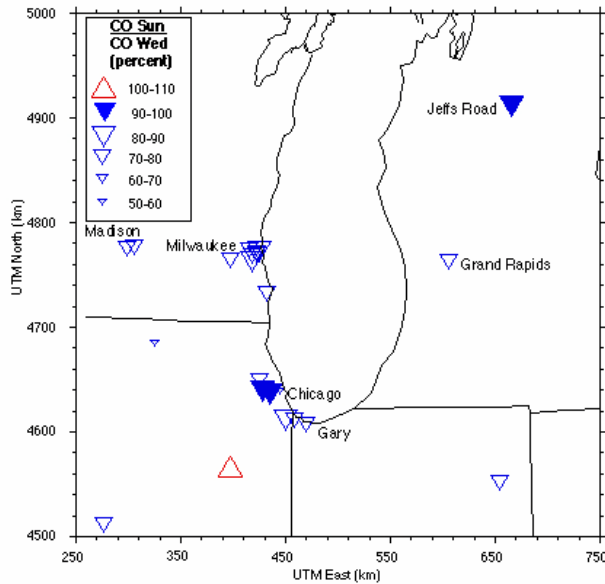 CO Sun
CO Wed
(percent)
100-110
90-100
80-90
70-80
60-70
50-60
5000
4900
4800
4700
4600
4500
UTM North (km)
Jeffs Road
Madison
Milwaukee
Grand Rapids
Chicago
Gary
250
350
450
550
650
750
UTM East (km)